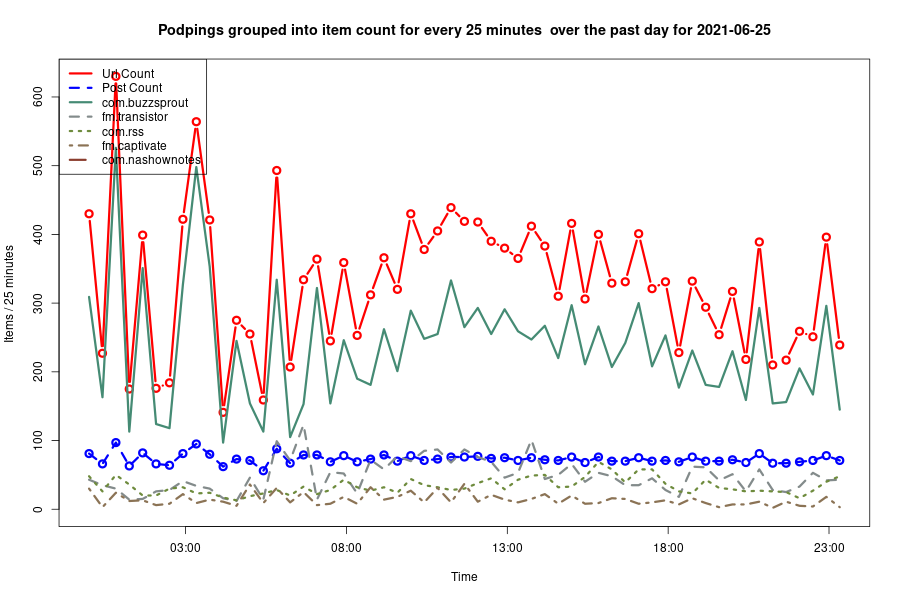 Podpings grouped into item count for every 25 minutes  over the past day for 2021-06-25
Url Count
Post Count
com.buzzsprout
fm.transistor
com.rss
fm.captivate
com.nashownotes
Items / 25 minutes
600
500
400
300
200
100
0
03:00
08:00
13:00
18:00
23:00
Time